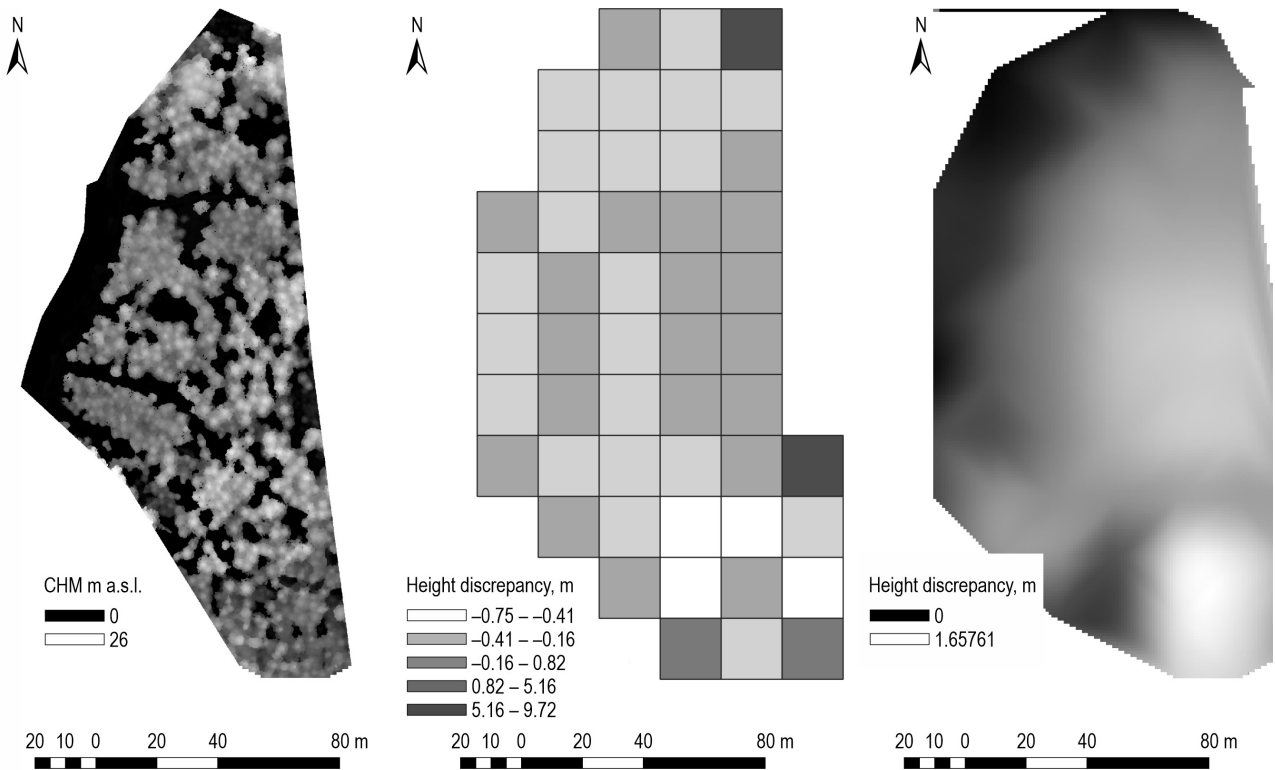 N
N
N
CHM m a.s.l.
0
26
Height discrepancy, m
–0.75 – –0.41
–0.41 – –0.16
–0.16 – 0.82
0.82 – 5.16
5.16 – 9.72
Height discrepancy, m
0
1.65761
20 10 0 20 40 80 m
20 10 0 20 40 80 m
20 10 0 20 40 80 m